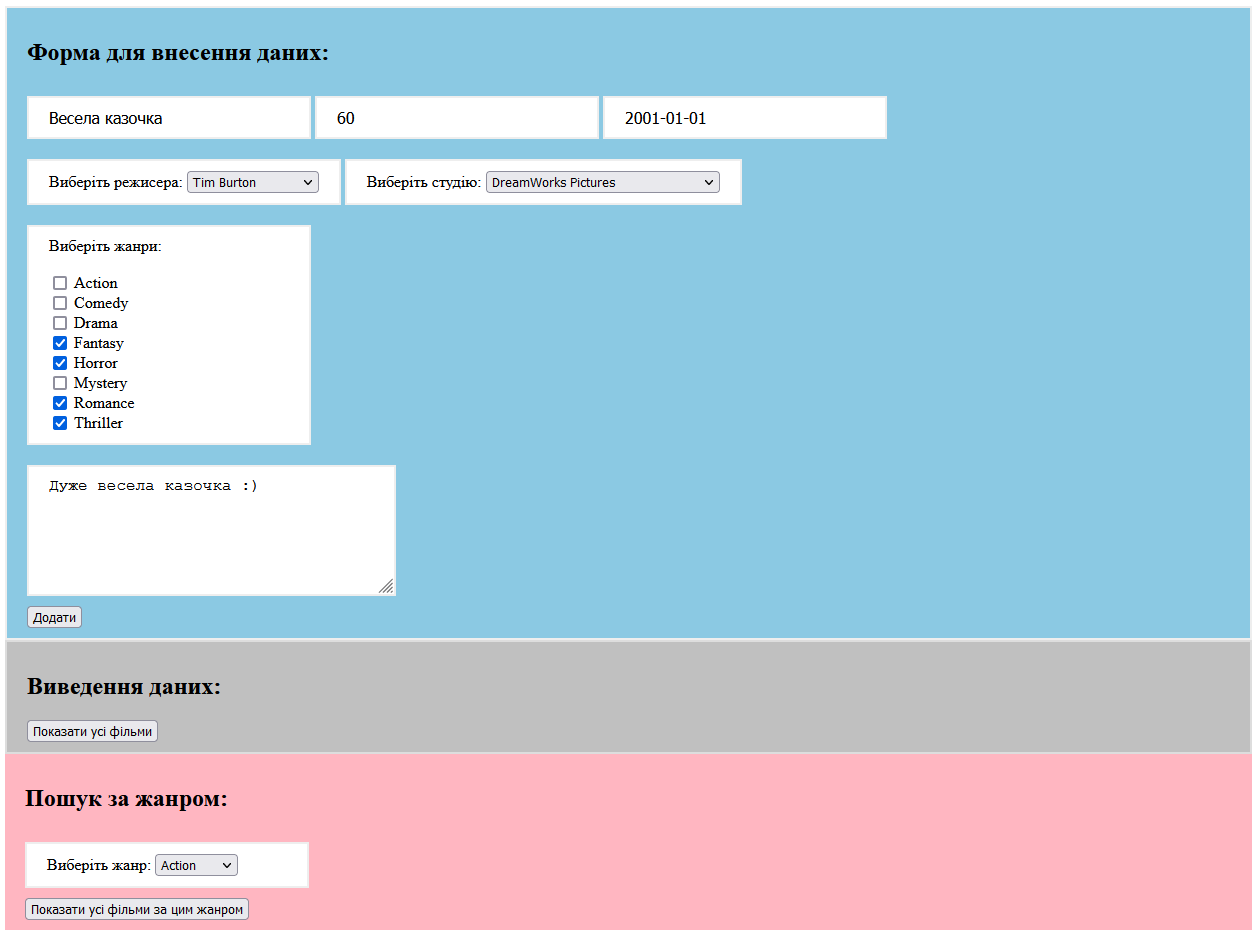 Форма для внесення даних:
Весела казочка 60 2001-01-01
Виберіть режисера: Tim Burton Виберіть студію: DreamWorks Pictures
Виберіть жанри:
Action
Comedy
Drama
Fantasy
Horror
Mystery
Romance
Thriller
Дуже весела казочка :)
Додати
Виведення даних:
Показати усі фільми
Пошук за жанром:
Виберіть жанр: Action
Показати усі фільми за цим жанром